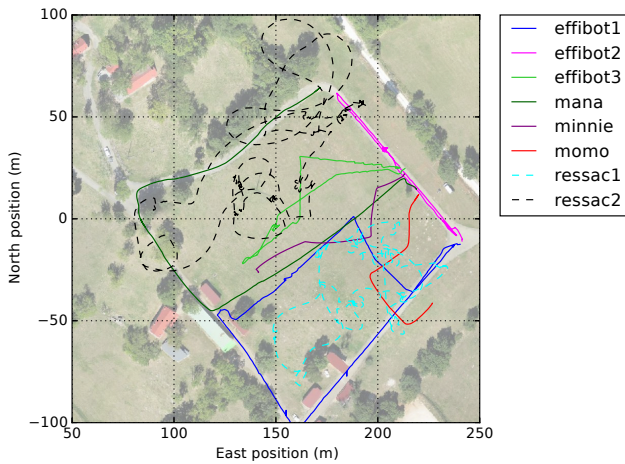 100
50
0
−50
−100
50
100
150
200
250
North position (m)
East position (m)
effibot1
effibot2
effibot3
mana
minnie
momo
ressac1
ressac2